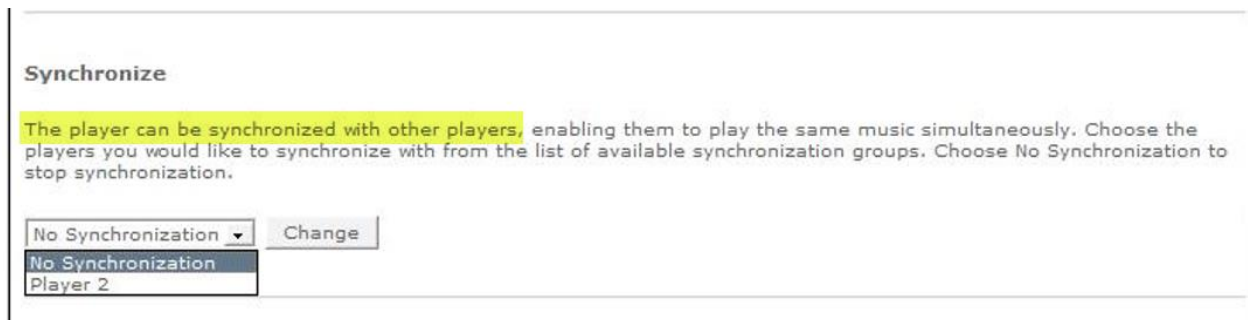 Synchronize
The player can be synchronized with other players, enabling them to play the same music simultaneously. Choose the
players you would like to synchronize with from the list of available synchronization groups. Choose No Synchronization to
stop synchronization.
No Synchronization Change
No Synchronization
Player 2